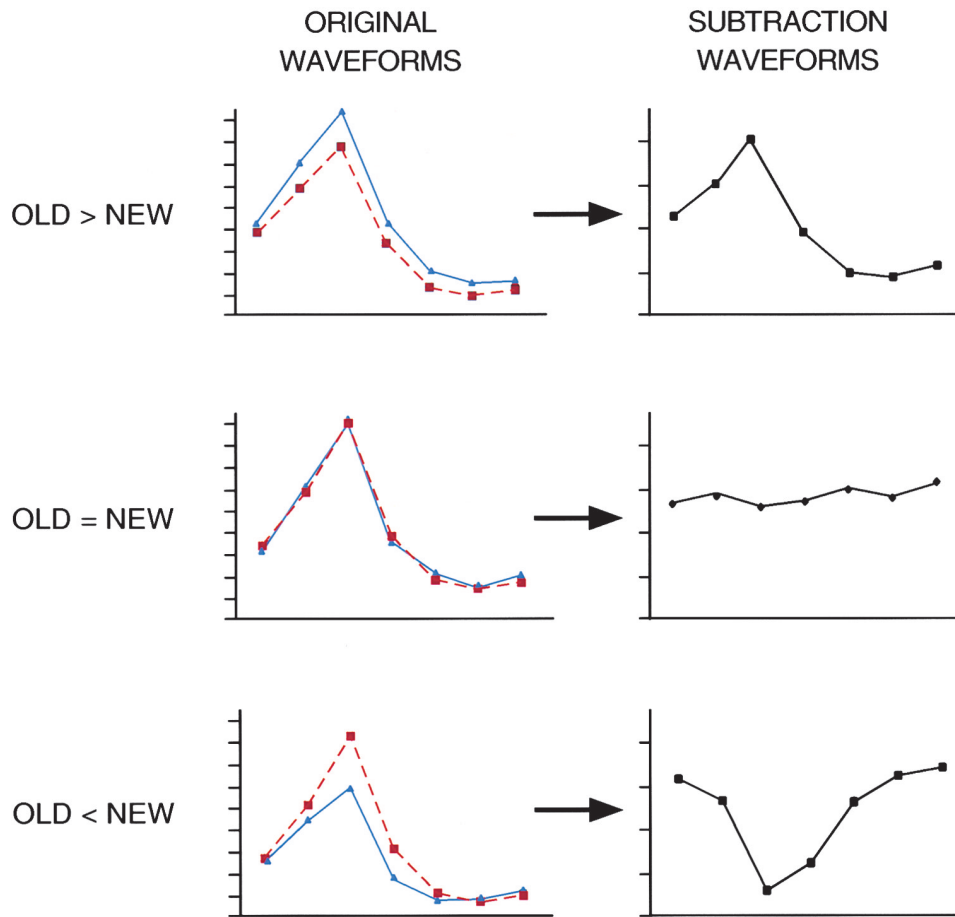 ORIGINAL
WAVEFORMS
SUBTRACTION
WAVEFORMS
OLD > NEW
OLD = NEW
OLD < NEW